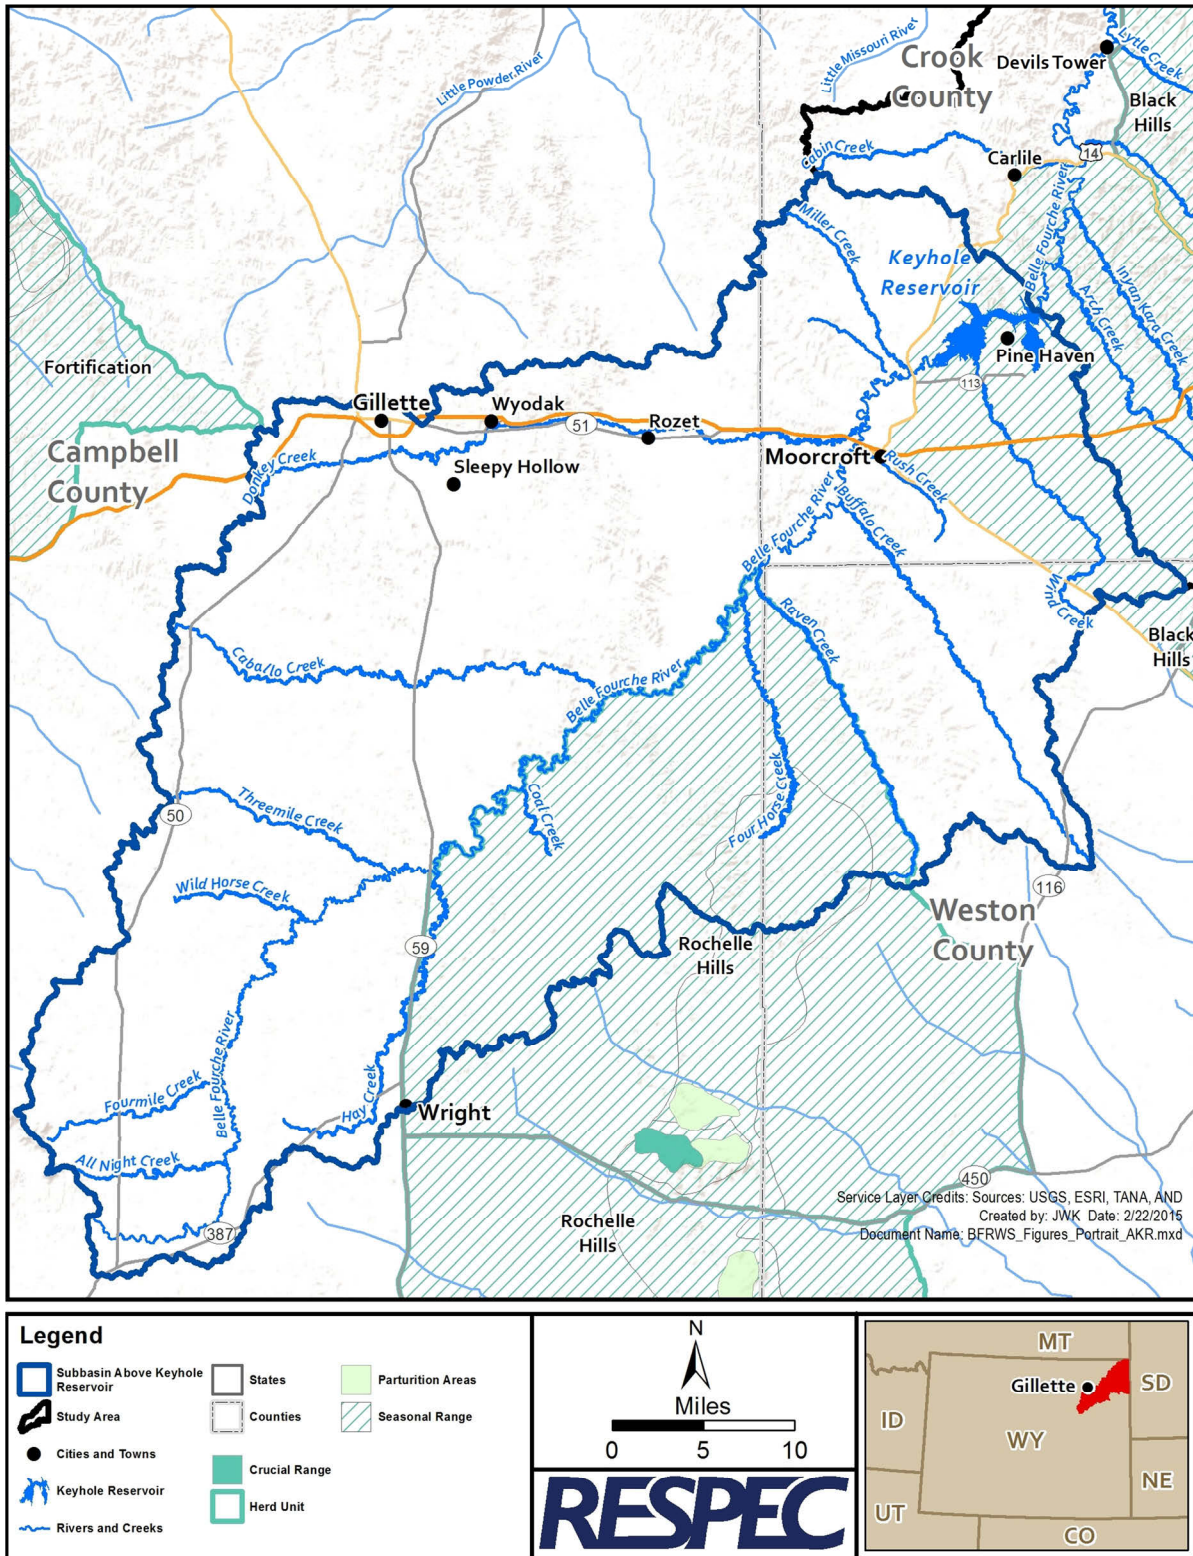 Little Powder River
Little Missouri River
Crook
County
Devils Tower
Lytle Creek
Black
Hills
14
Cabin Creek
Carlile
Miller Creek
Keyhole
Reservoir
Belle Fourche River
Arch Creek
Inyan Kara Creek
Pine Haven
113
Fortification
Gillette
Wyodak
51
Rozet
Campbell
County
Donkey Creek
Sleepy Hollow
Moorcroft
Rush Creek
Buffalo Creek
Belle Fourche River
Wind Creek
Raven Creek
Black
Hills
Caballo Creek
Belle Fourche River
Four Horse Creek
Coal Creek
50
Threemile Creek
Wild Horse Creek
59
116
Weston
County
Rochelle
Hills
Belle Fourche River
Fourmile Creek
Hay Creek
Wright
All Night Creek
387
450
Rochelle
Hills
Service Layer Credits: Sources: USGS, ESRI, TANA, AND
Created by: JWK Date: 2/22/2015
Document Name: BFRWS_Figures_Portrait_AKR.mxd
Legend
Subbasin Above Keyhole
Reservoir
Study Area
Cities and Towns
Keyhole Reservoir
Rivers and Creeks
States
Counties
Crucial Range
Herd Unit
Parturition Areas
Seasonal Range
N
Miles
0 5 10
RESPEC
MT
Gillette
SD
ID
WY
NE
UT
CO